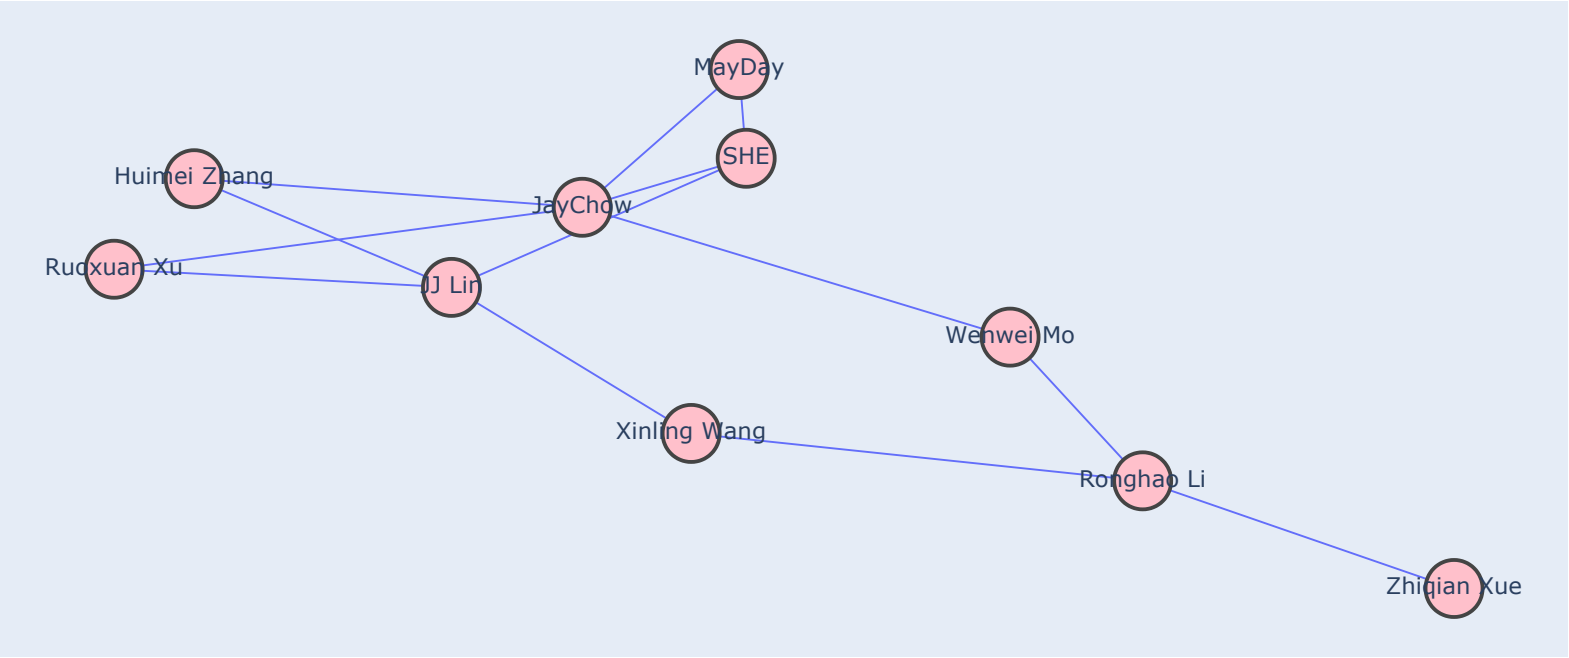 MayDay
SHE
Huimei Zhang
JayChow
Ruoxuan Xu
JJ Lin
Wenwei Mo
Xinling Wang
Ronghao Li
Zhiqian Xue